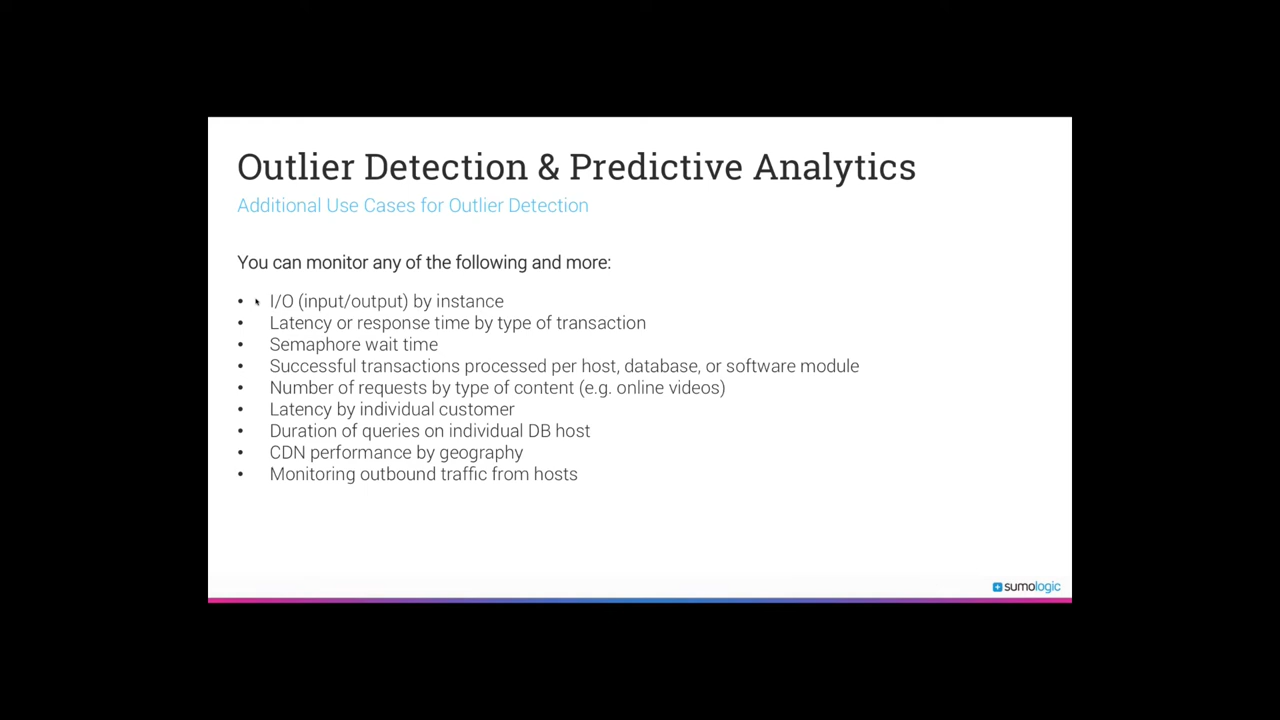 Outlier Detection & Predictive Analytics
Additional Use Cases for Outlier Detection
You can monitor any of the following and more:
• I/O (input/output) by instance
• Latency or response time by type of transaction
• Semaphore wait time
• Successful transactions processed per host, database, or software module
• Number of requests by type of content (e.g. online videos)
• Latency by individual customer
• Duration of queries on individual DB host
• CDN performance by geography
• Monitoring outbound traffic from hosts
sumologic